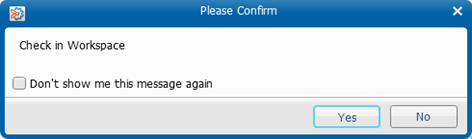 Please Confirm
Check in Workspace
Don't show me this message again
Yes No